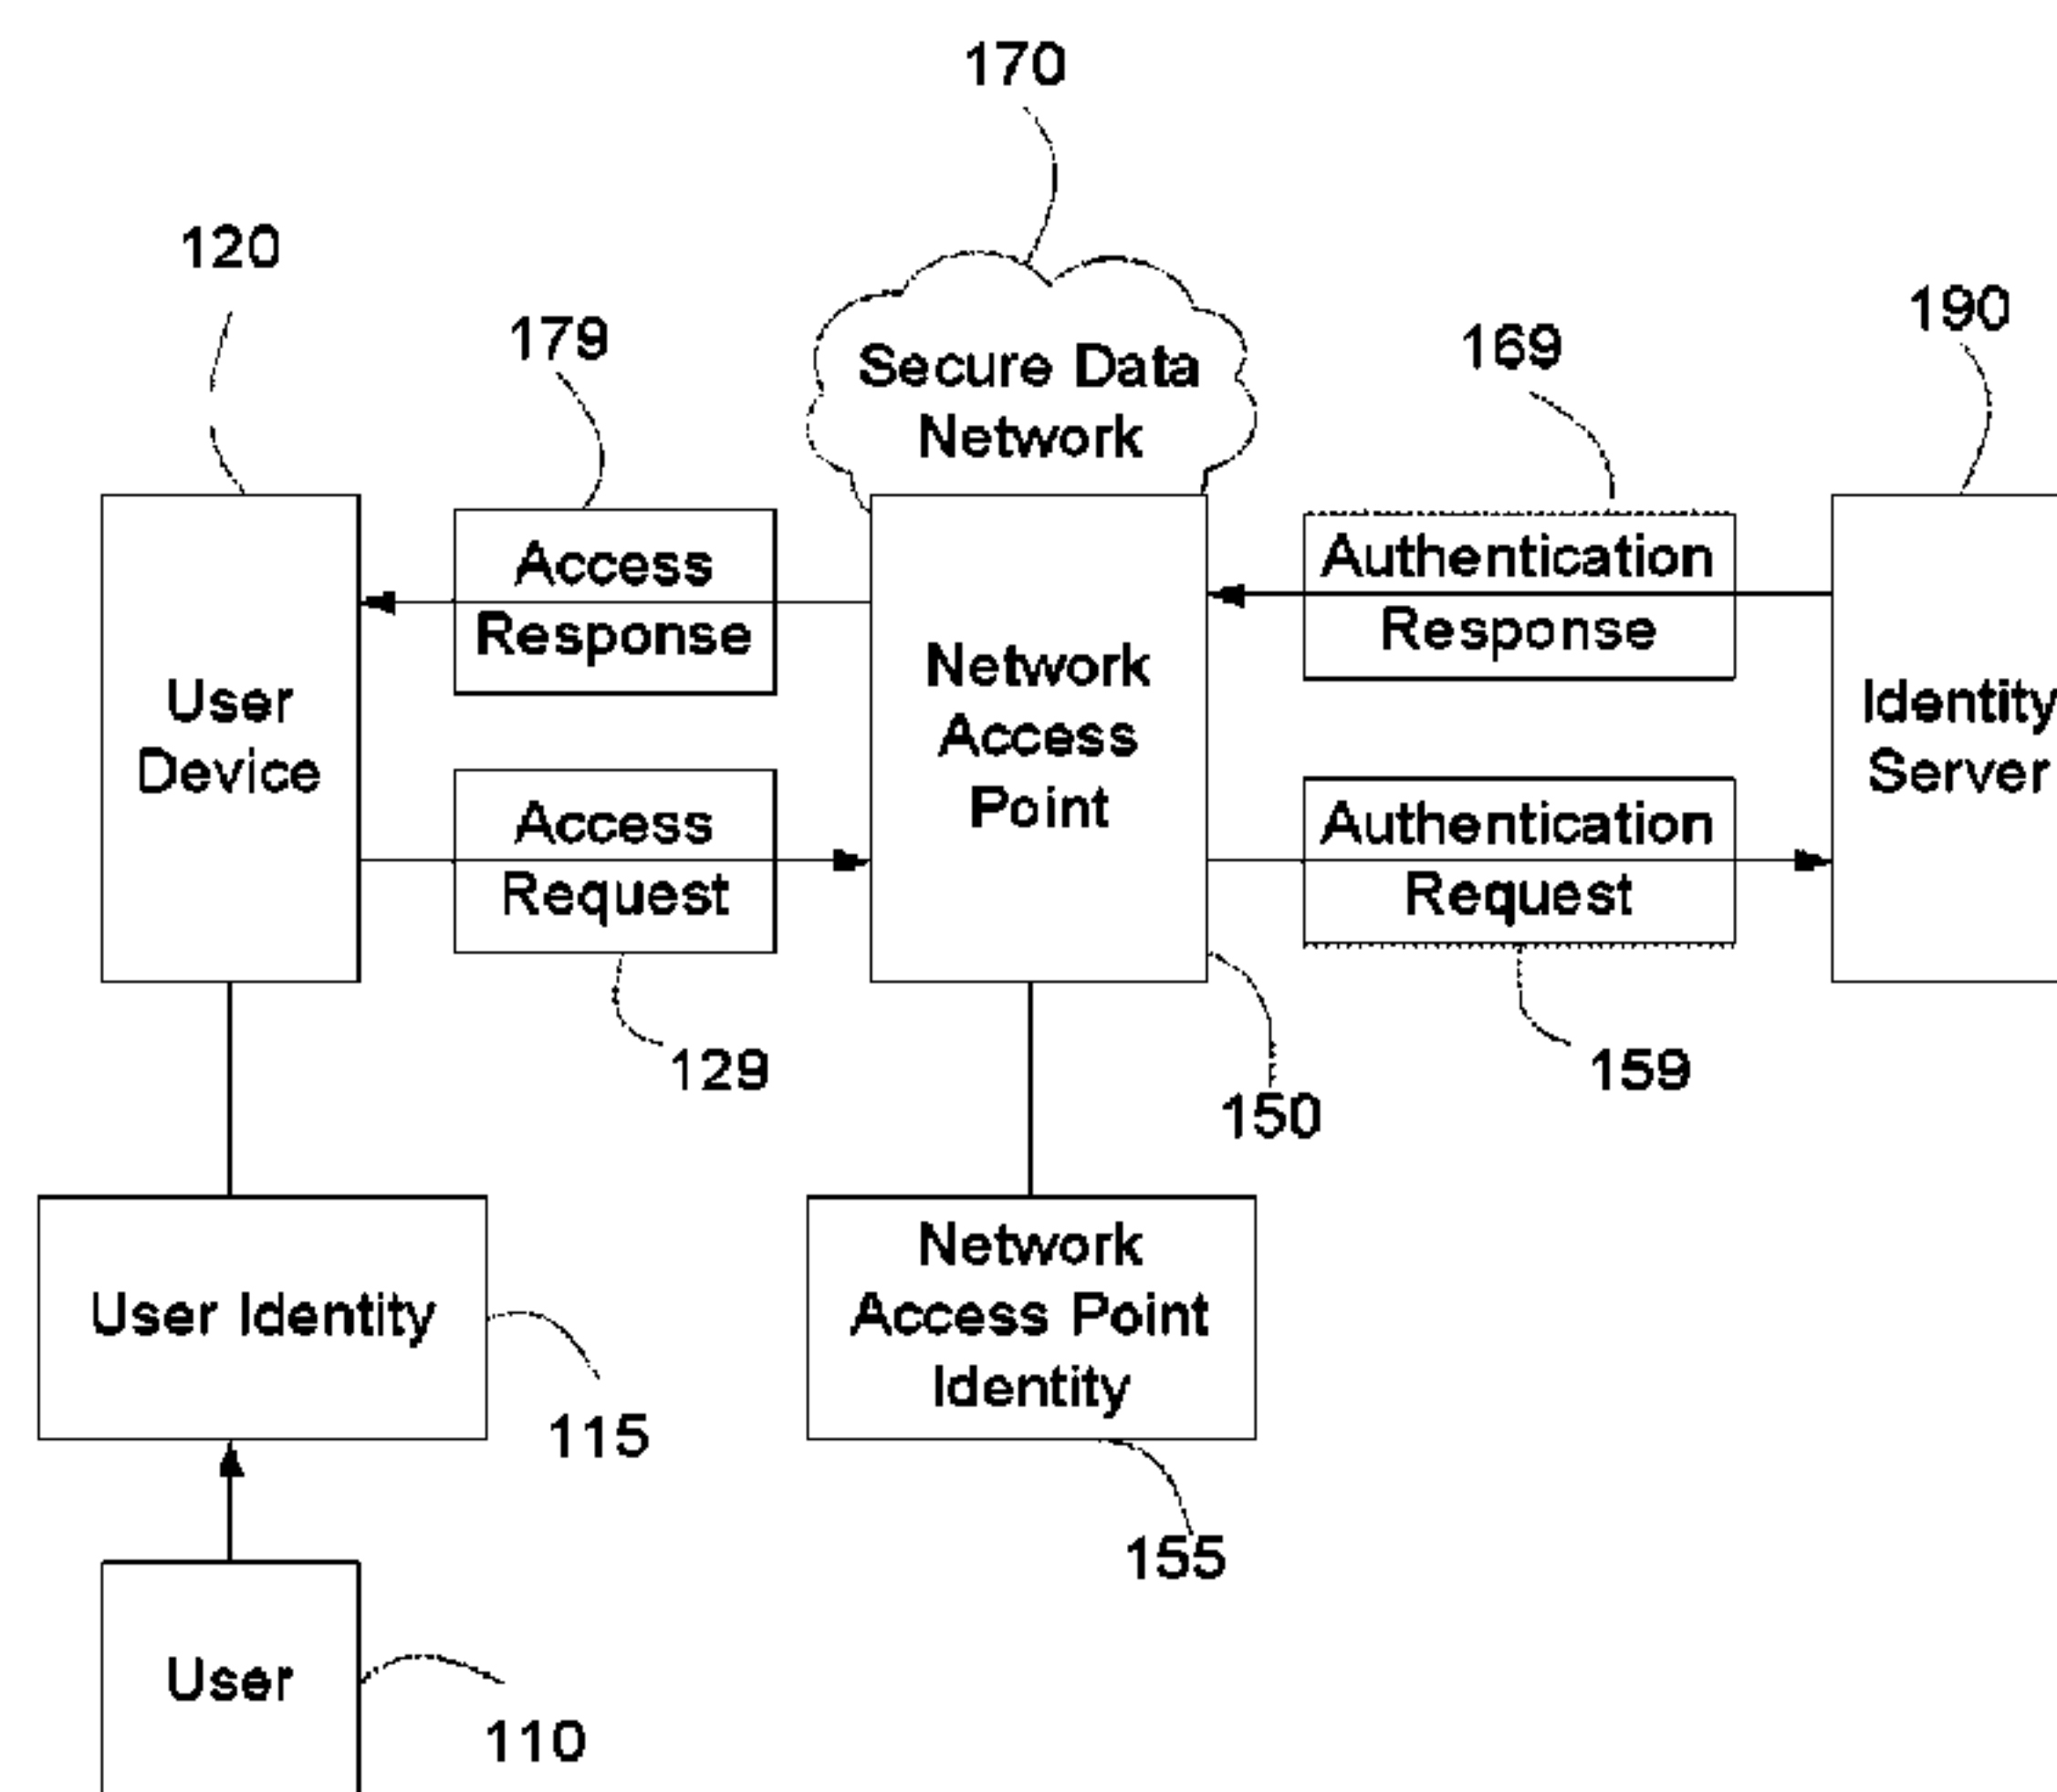 170
120
179
Secure Data
Network
169
190
Access
Response
Authentication
Response
User
Device
Network
Access
Point
Identity
Server
Access
Request
Authentication
Request
129
150
159
User Identity
115
Network
Access Point
Identity
155
User
110